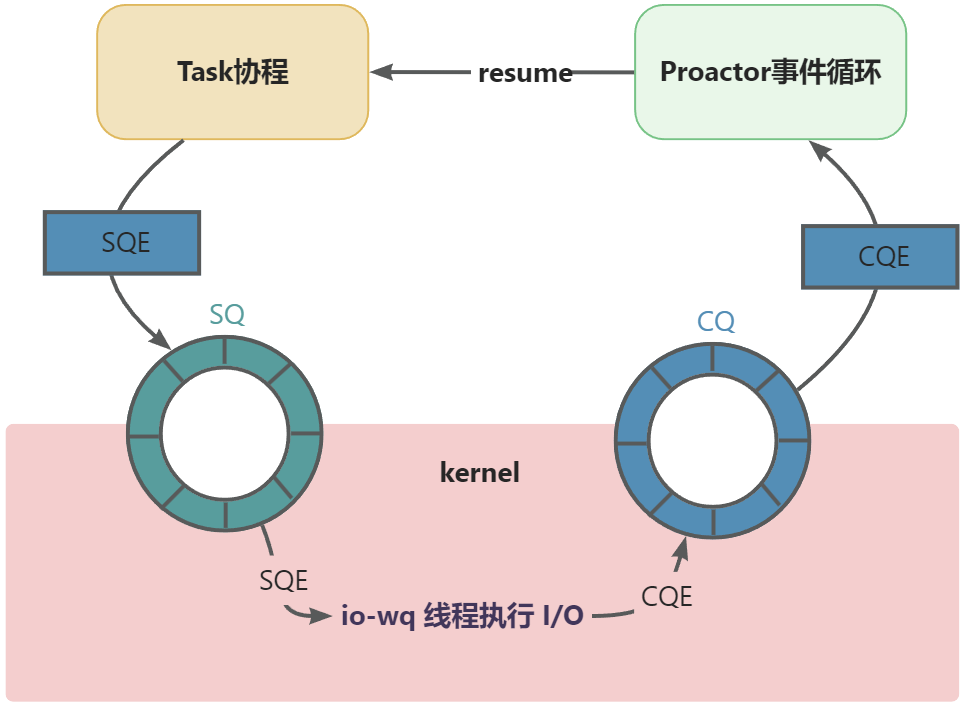 Task协程
resume
Proactor事件循环
SQE
CQE
SQ
CQ
kernel
SQE
CQE
io-wq 线程执行 I/O